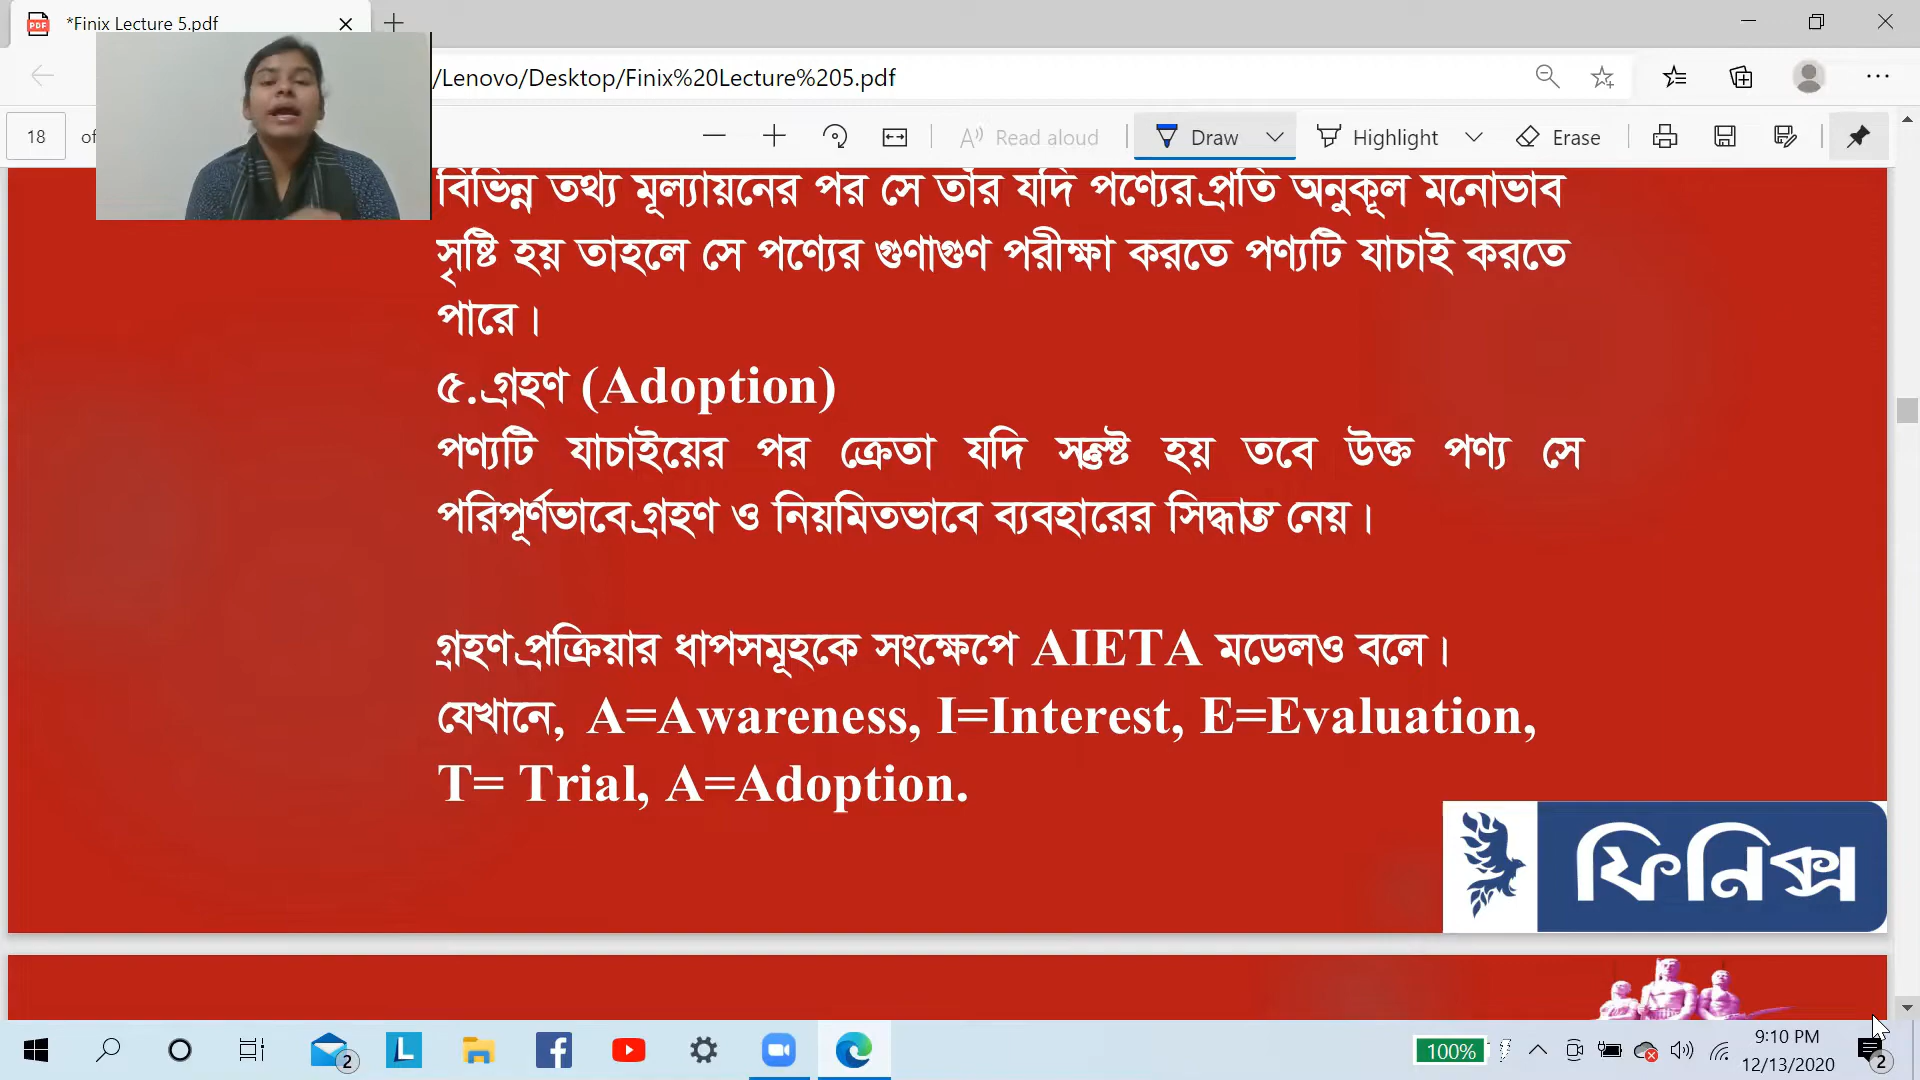 *Finix Lecture 5.pdf
/Lenovo/Desktop/Finix%20Lecture%205.pdf
18 of
Read aloud
Draw
Highlight
Erase
বিভিন্ন তথ্য মূল্যায়নের পর সে তাঁর যদি পণ্যের প্রতি অনুকূল মনোভাব
সৃষ্টি হয় তাহলে সে পণ্যের গুণাগুণ পরীক্ষা করতে পণ্যটি যাচাই করতে
পারে।
৫.গ্রহণ (Adoption)
পণ্যটি যাচাইয়ের পর ক্রেতা যদি সন্তুষ্ট হয় তবে উক্ত পণ্য সে
পরিপূর্ণভাবে গ্রহণ ও নিয়মিতভাবে ব্যবহারের সিদ্ধান্ত নেয়।
গ্রহণ প্রক্রিয়ার ধাপসমূহকে সংক্ষেপে AIETA মডেলও বলে।
যেখানে, A=Awareness, I=Interest, E=Evaluation,
T= Trial, A=Adoption.
ফিনিক্স
2
L
100%
9:10 PM
12/13/2020
2